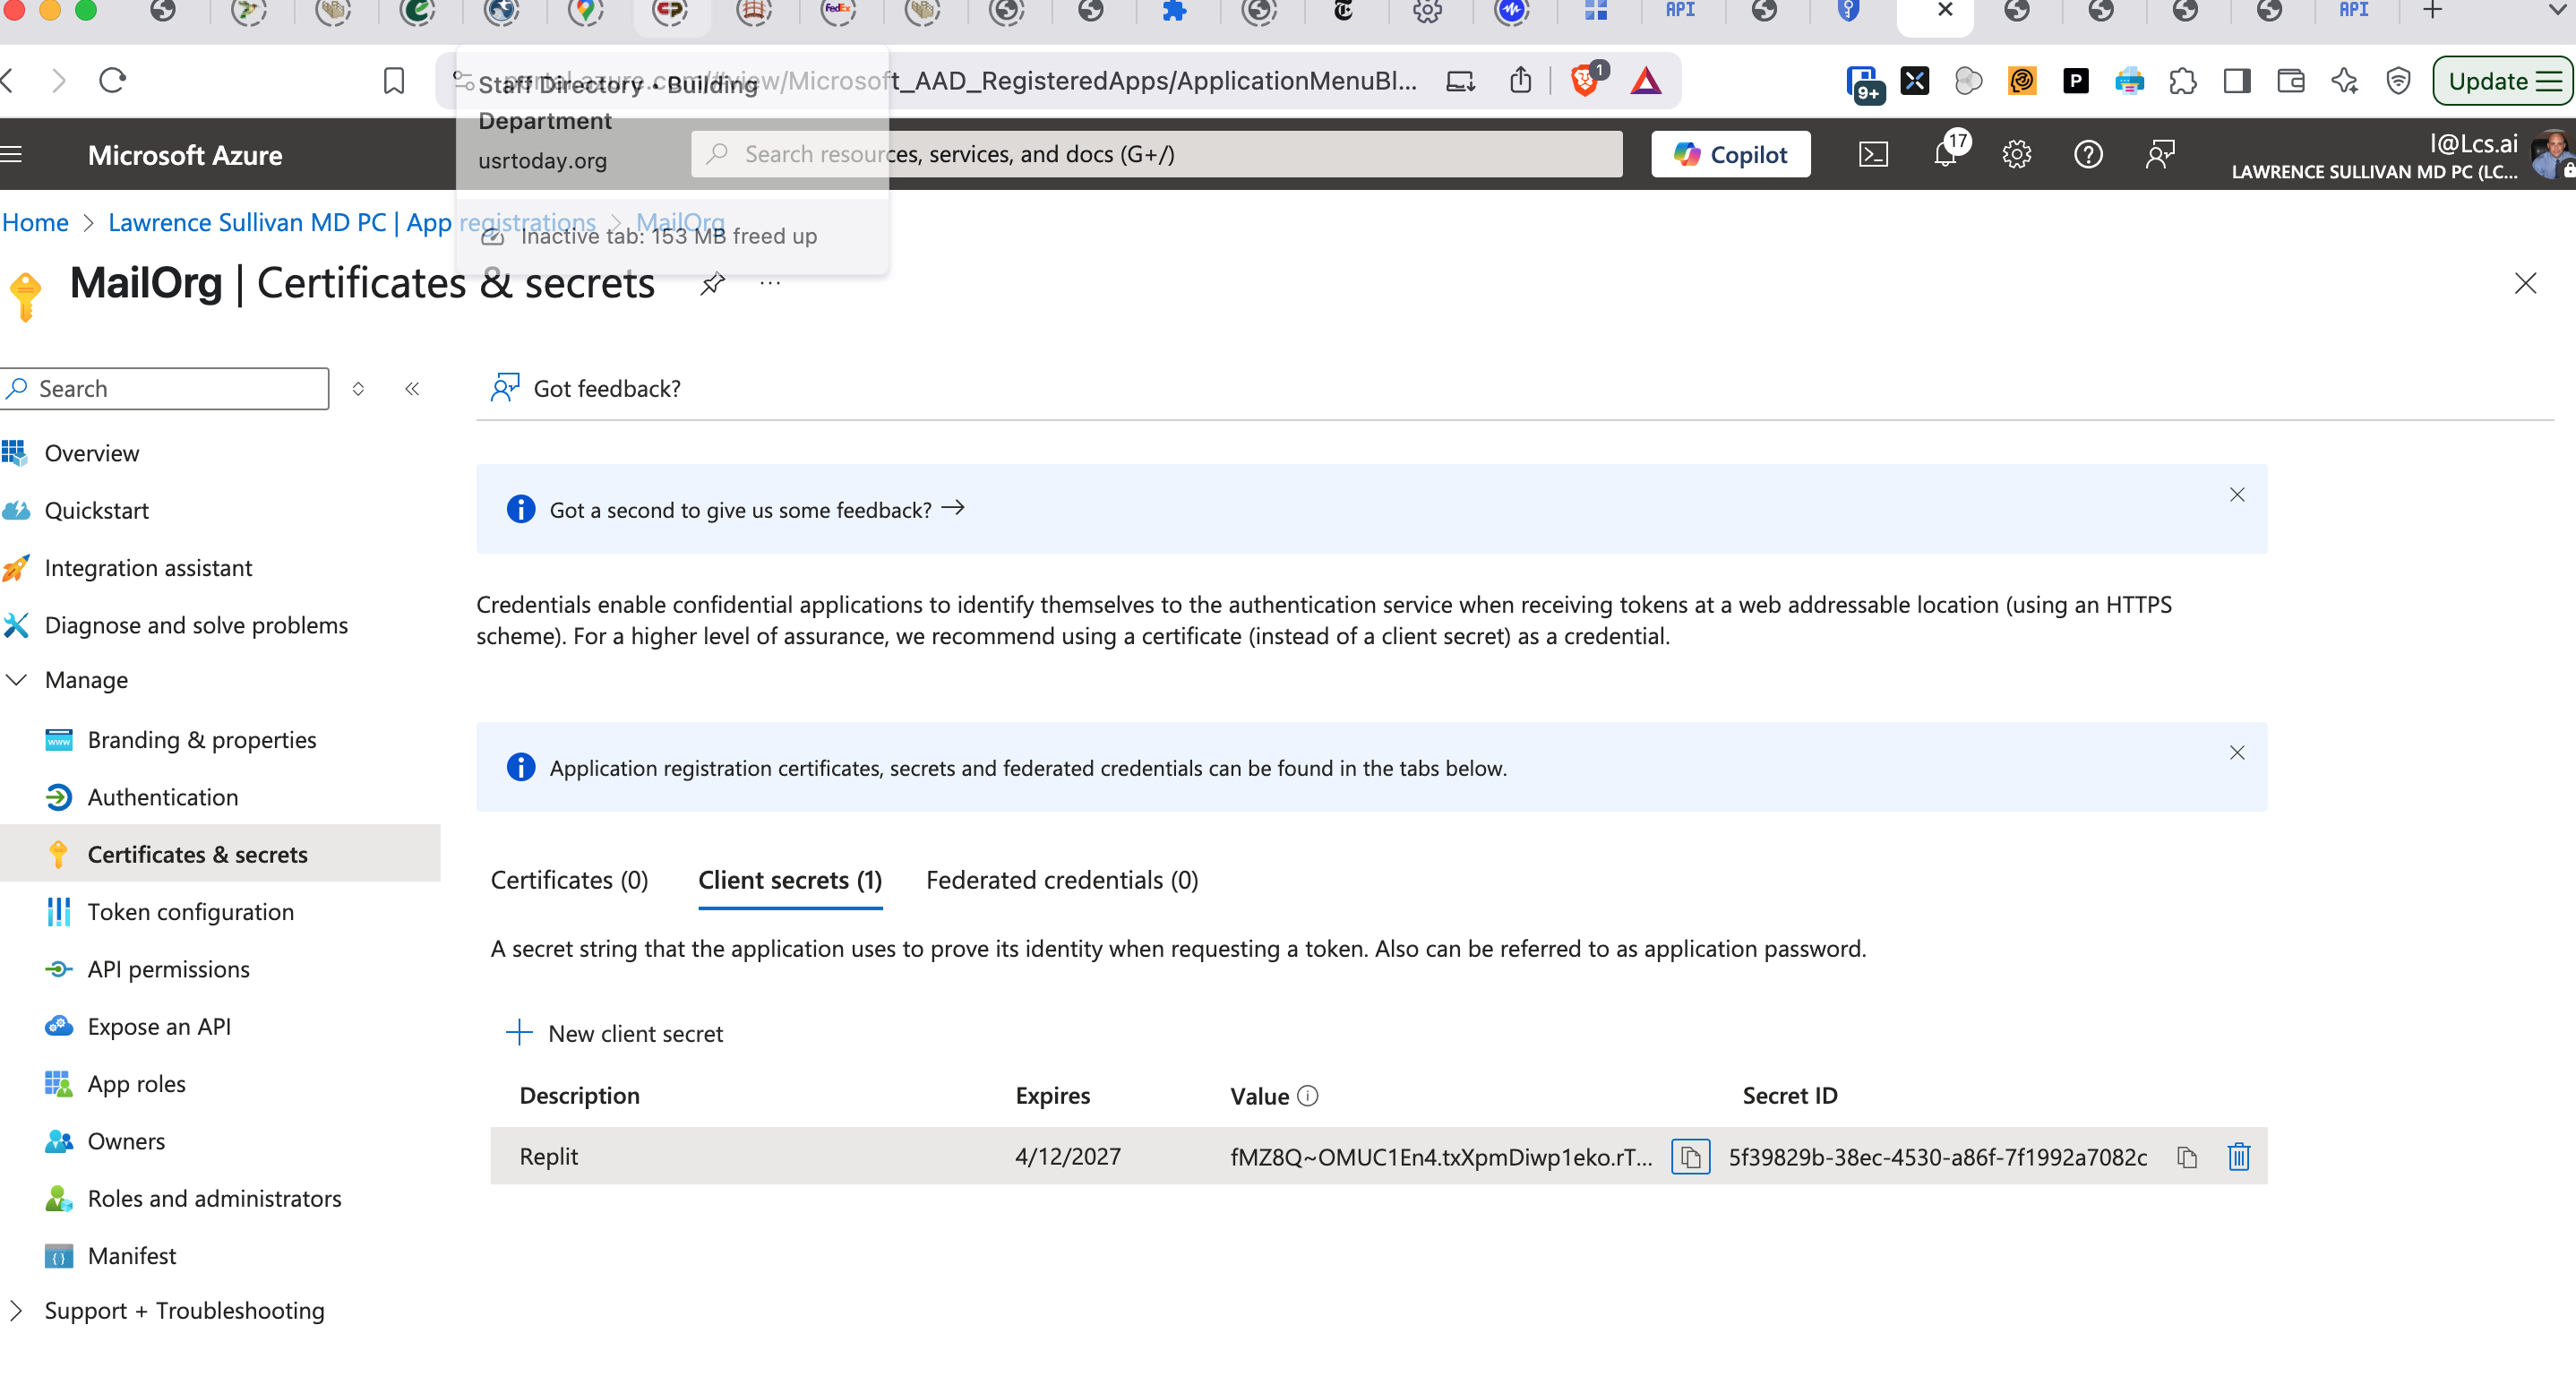 FedEx
API
API
portal.azure.com/#view/Microsoft_AAD_RegisteredApps/ApplicationMenuBl...
1
9+
P
Update
Staff Directory • Building
Department
usrtoday.org
Inactive tab: 153 MB freed up
Microsoft Azure
Search resources, services, and docs (G+/)
Copilot
17
l@Lcs.ai
LAWRENCE SULLIVAN MD PC (LC...
Home > Lawrence Sullivan MD PC | App registrations > MailOrg
MailOrg | Certificates & secrets
...
Search
Got feedback?
Overview
Quickstart
Integration assistant
Diagnose and solve problems
Manage
Branding & properties
Authentication
Certificates & secrets
Token configuration
API permissions
Expose an API
App roles
Owners
Roles and administrators
Manifest
Support + Troubleshooting
Got a second to give us some feedback? →
Credentials enable confidential applications to identify themselves to the authentication service when receiving tokens at a web addressable location (using an HTTPS
scheme). For a higher level of assurance, we recommend using a certificate (instead of a client secret) as a credential.
Application registration certificates, secrets and federated credentials can be found in the tabs below.
Certificates (0) Client secrets (1) Federated credentials (0)
A secret string that the application uses to prove its identity when requesting a token. Also can be referred to as application password.
New client secret
Description Expires Value Secret ID
Replit 4/12/2027 fMZ8Q~OMUC1En4.txXpmDiwp1eko.rT... 5f39829b-38ec-4530-a86f-7f1992a7082c